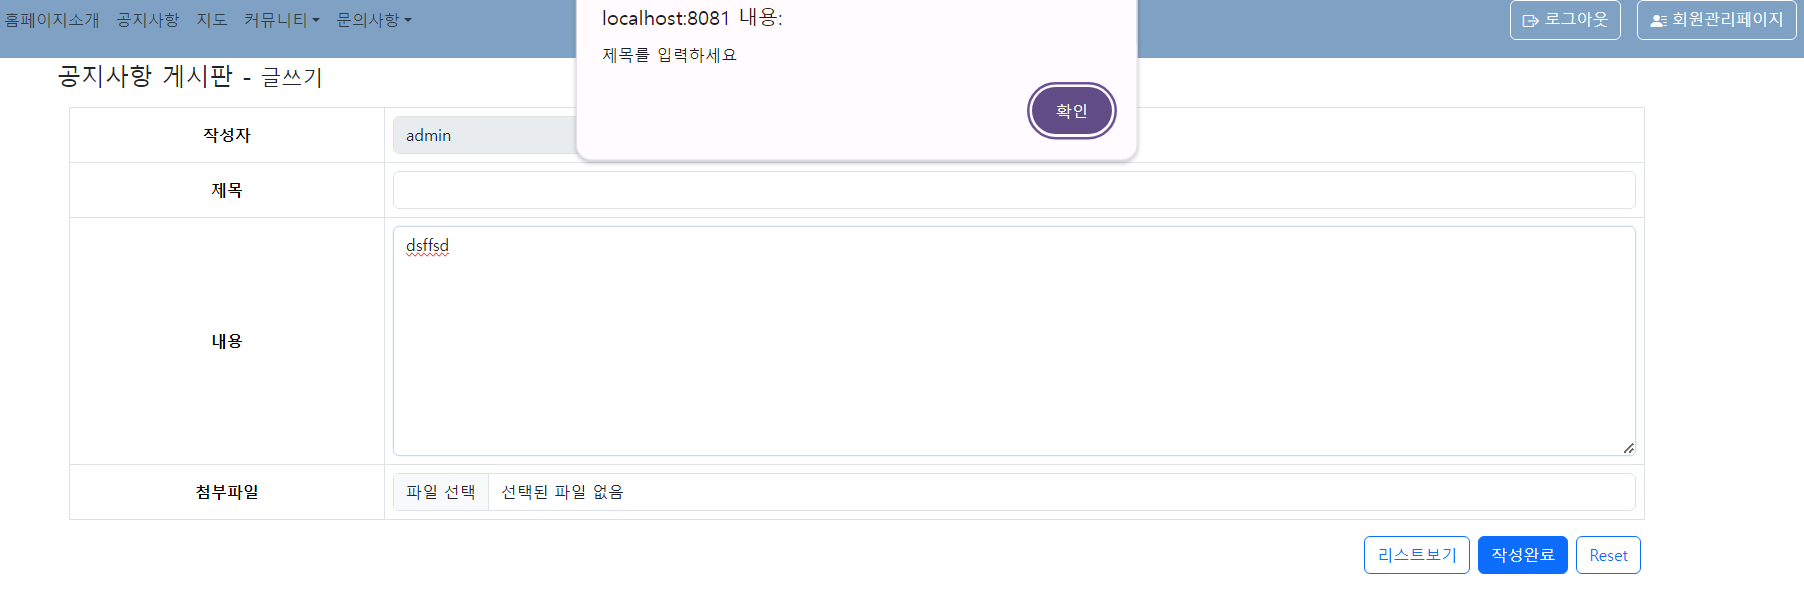 홈페이지소개 공지사항 지도 커뮤니티 문의사항
로그아웃 회원관리페이지
localhost:8081 내용:
제목를 입력하세요
확인
공지사항 게시판 - 글쓰기
작성자 admin
제목
내용 dsffsd
첨부파일 파일 선택 선택된 파일 없음
리스트보기 작성완료 Reset